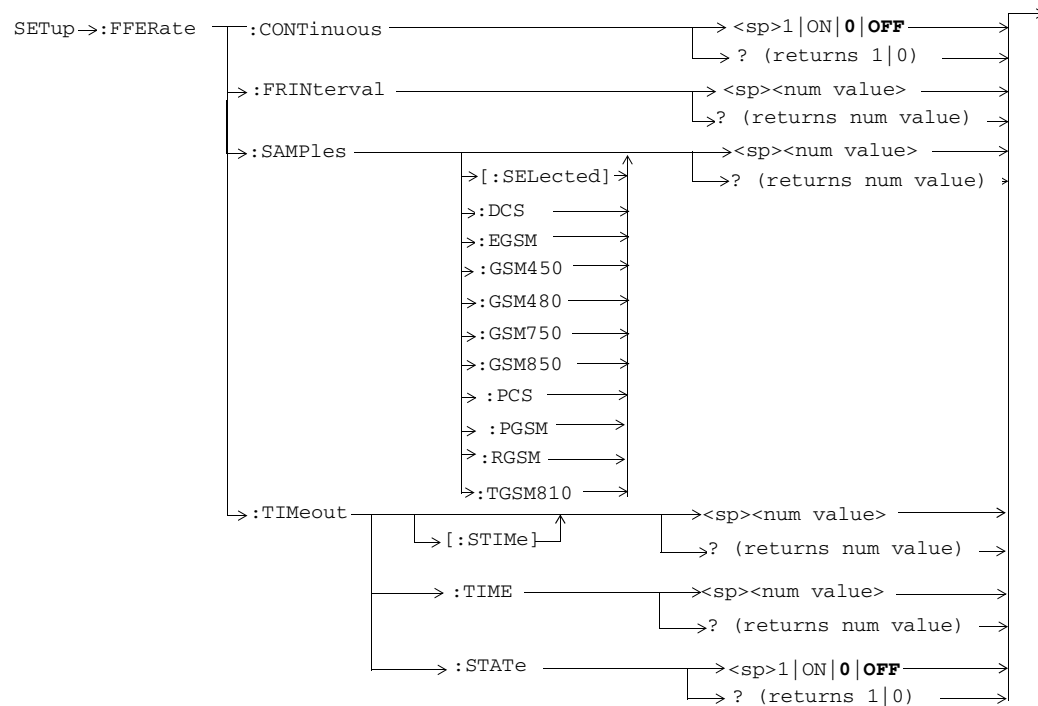 SETup :FFERate :CONTinuous <sp>1|ON|0|OFF
? (returns 1|0)
:FRINterval <sp><num value>
? (returns num value)
:SAMPles <sp><num value>
[:SELected] ? (returns num value)
:DCS
:EGSM
:GSM450
:GSM480
:GSM750
:GSM850
:PCS
:PGSM
:RGSM
:TGSM810
:TIMeout <sp><num value>
[:STIMe] ? (returns num value)
:TIME <sp><num value>
? (returns num value)
:STATe <sp>1|ON|0|OFF
? (returns 1|0)